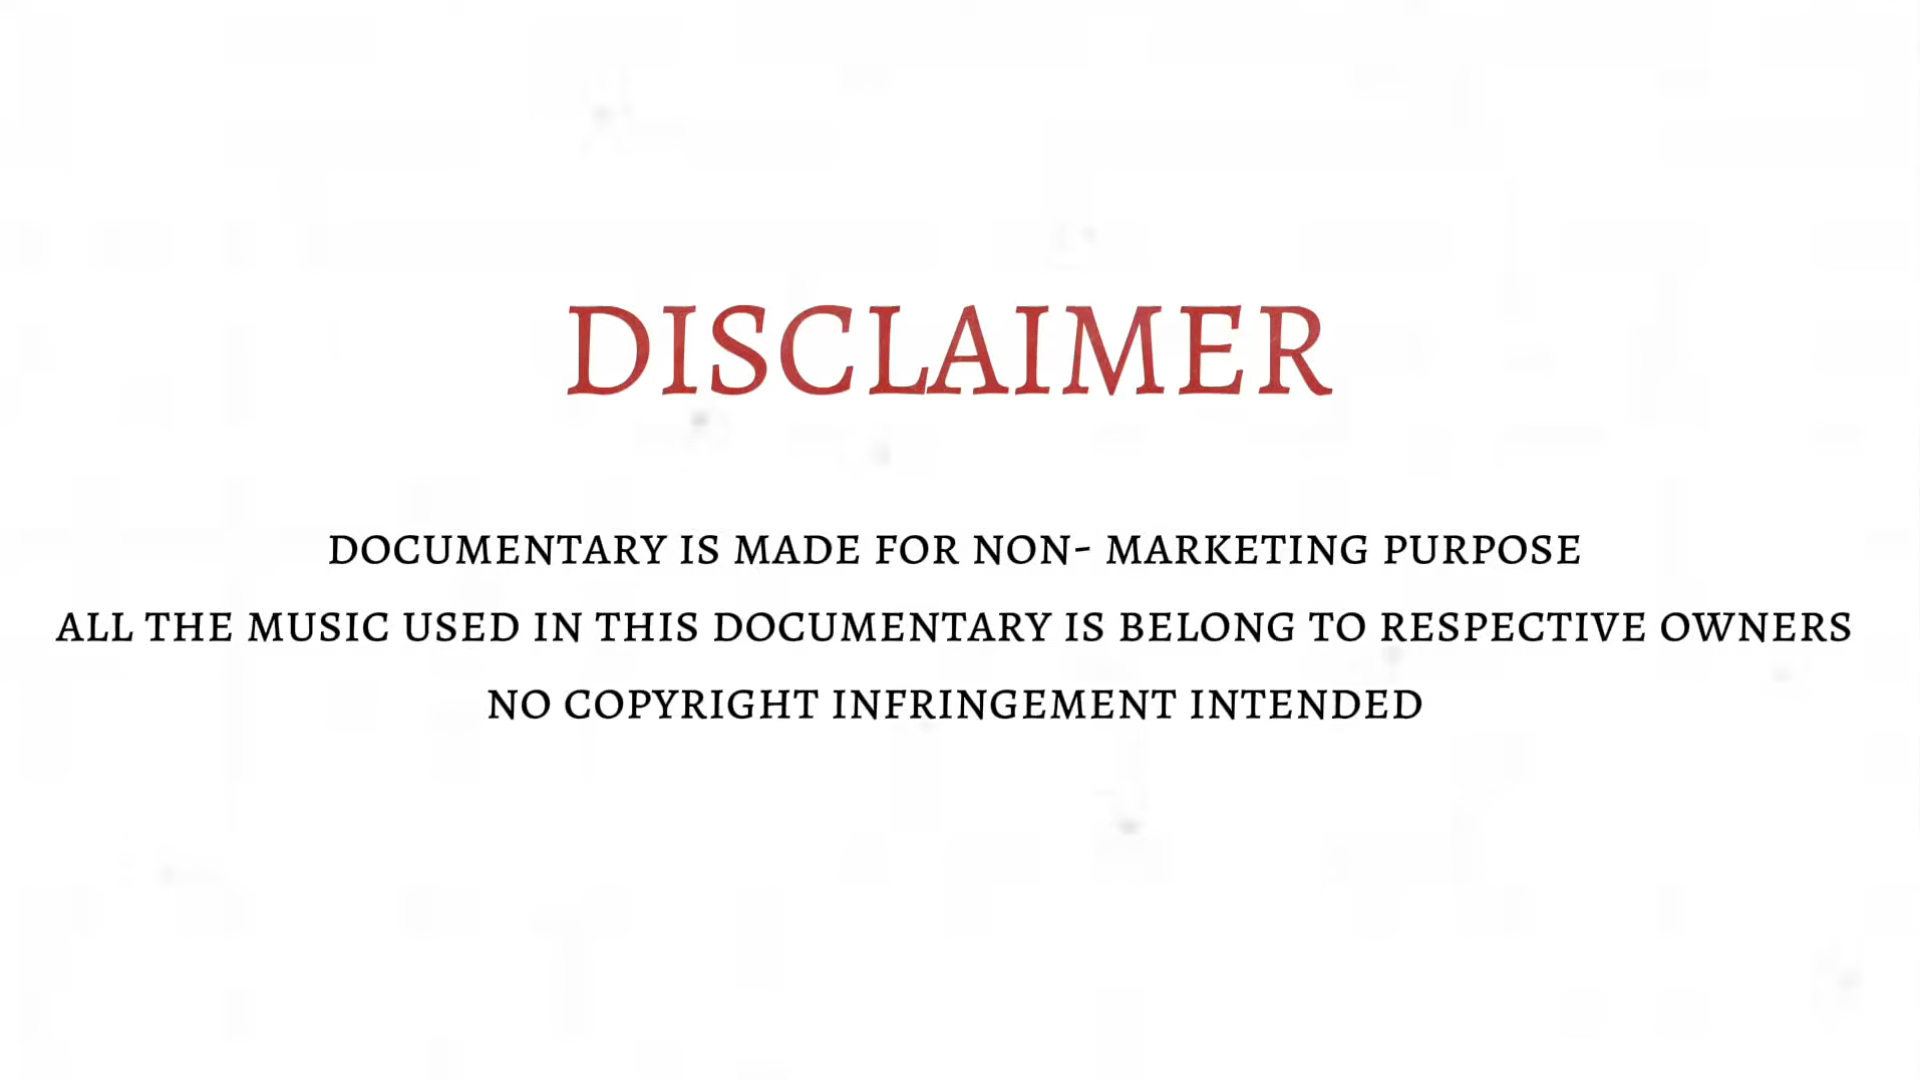 DISCLAIMER
DOCUMENTARY IS MADE FOR NON- MARKETING PURPOSE
ALL THE MUSIC USED IN THIS DOCUMENTARY IS BELONG TO RESPECTIVE OWNERS
NO COPYRIGHT INFRINGEMENT INTENDED